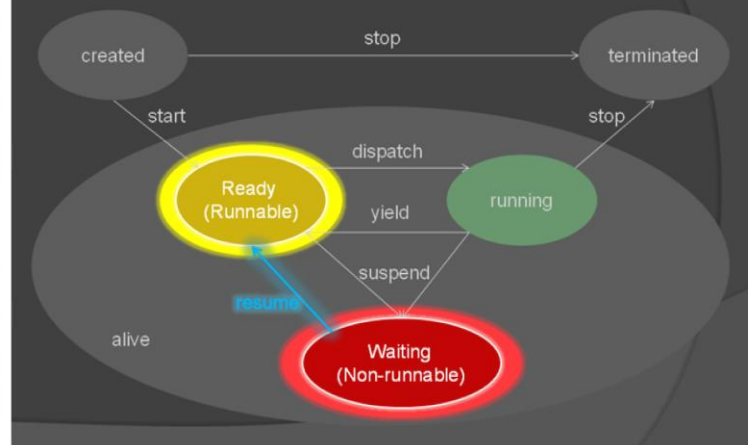 stop
created
terminated
start
stop
dispatch
Ready
(Runnable)
running
yield
suspend
resume
alive
Waiting
(Non-runnable)